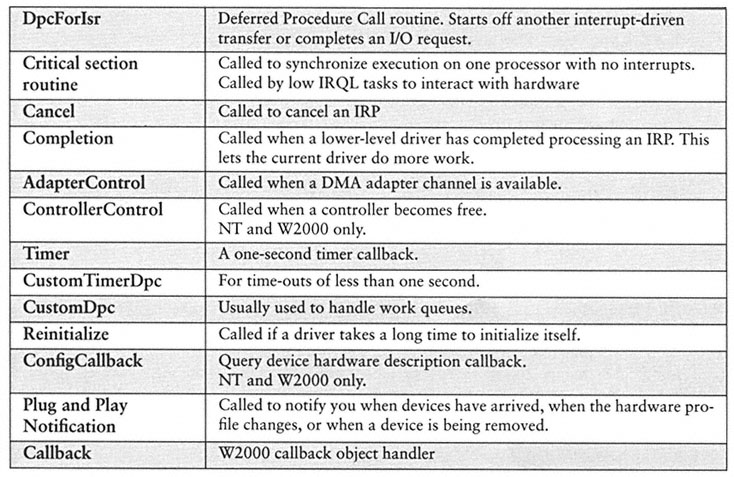 DpcForIsr Deferred Procedure Call routine. Starts off another interrupt-driven
transfer or completes an I/O request.
Critical section Called to synchronize execution on one processor with no interrupts.
routine Called by low IRQL tasks to interact with hardware
Cancel Called to cancel an IRP
Completion Called when a lower-level driver has completed processing an IRP. This
lets the current driver do more work.
AdapterControl Called when a DMA adapter channel is available.
ControllerControl Called when a controller becomes free.
NT and W2000 only.
Timer A one-second timer callback.
CustomTimerDpc For time-outs of less than one second.
CustomDpc Usually used to handle work queues.
Reinitialize Called if a driver takes a long time to initialize itself.
ConfigCallback Query device hardware description callback.
NT and W2000 only.
Plug and Play Called to notify you when devices have arrived, when the hardware pro-
Notification file changes, or when a device is being removed.
Callback W2000 callback object handler